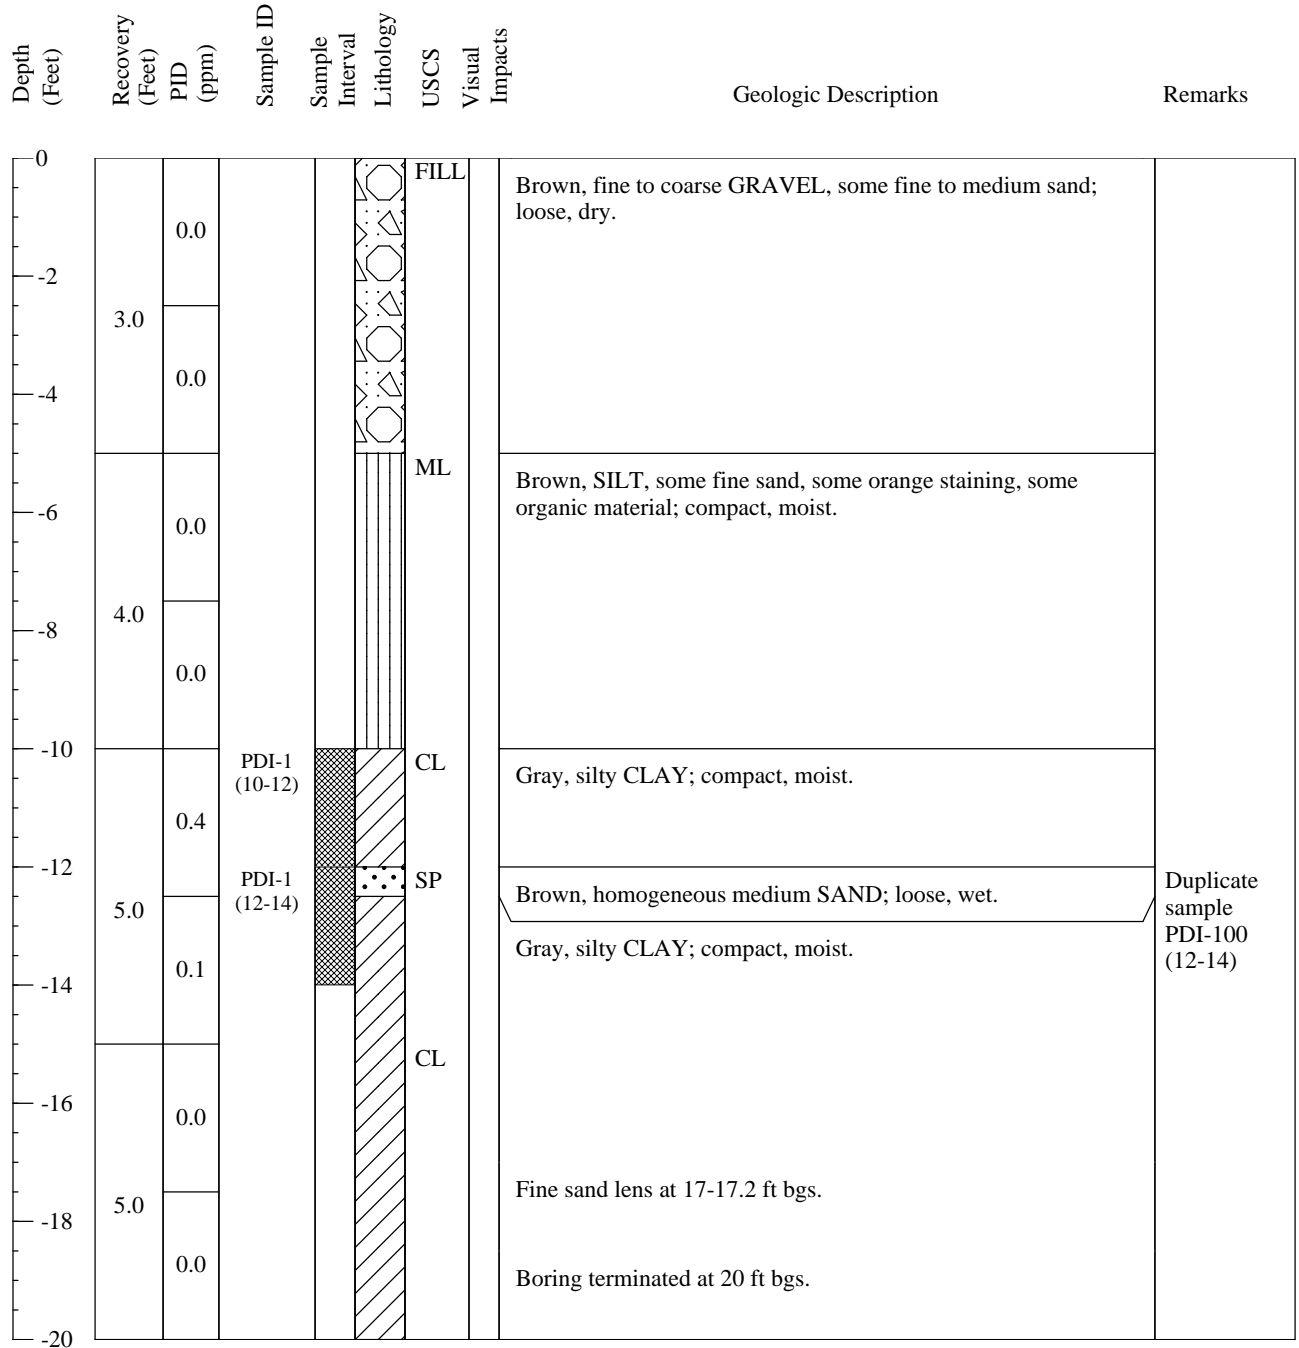 Depth
(Feet)
Recovery
(Feet)
PID
(ppm)
Sample ID
Sample
Interval
Lithology
USCS
Visual
Impacts
Geologic Description
Remarks
0
FILL
Brown, fine to coarse GRAVEL, some fine to medium sand;
loose, dry.
0.0
-2
3.0
0.0
-4
ML
Brown, SILT, some fine sand, some orange staining, some
organic material; compact, moist.
-6
0.0
4.0
-8
0.0
-10
PDI-1
(10-12)
CL
Gray, silty CLAY; compact, moist.
0.4
-12
PDI-1
(12-14)
SP
Brown, homogeneous medium SAND; loose, wet.
Duplicate
sample
PDI-100
(12-14)
5.0
Gray, silty CLAY; compact, moist.
0.1
-14
CL
-16
0.0
Fine sand lens at 17-17.2 ft bgs.
5.0
-18
0.0
Boring terminated at 20 ft bgs.
-20